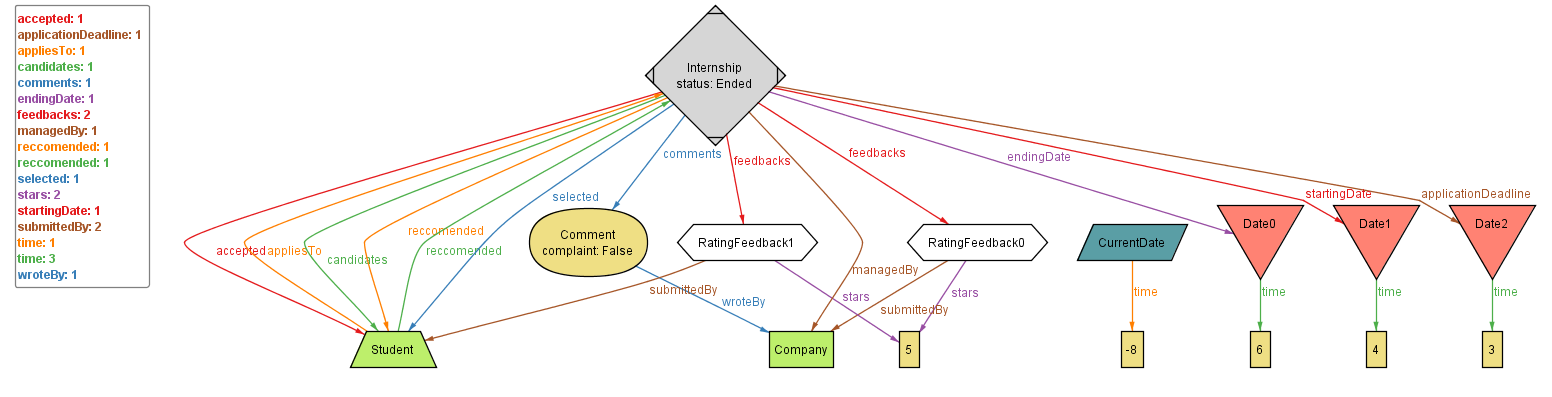 accepted: 1
applicationDeadline: 1
appliesTo: 1
candidates: 1
comments: 1
endingDate: 1
feedbacks: 2
managedBy: 1
reccomended: 1
reccomended: 1
selected: 1
stars: 2
startingDate: 1
submittedBy: 2
time: 1
time: 3
wroteBy: 1
Internship
status: Ended
comments
feedbacks
feedbacks
endingDate
selected
startingDate
applicationDeadline
reccomended
accepted
appliesTo
candidates
reccomended
Comment
complaint: False
RatingFeedback1
RatingFeedback0
CurrentDate
Date0
Date1
Date2
managedBy
submittedBy
wroteBy
stars
submittedBy
stars
time
time
time
time
Student
Company
5
-8
6
4
3